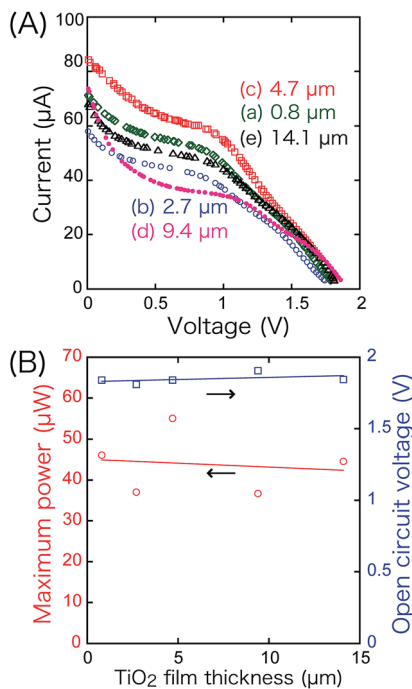 (A)
100
80
60
40
20
0
Current (μA)
(c) 4.7 μm
(a) 0.8 μm
(e) 14.1 μm
(b) 2.7 μm
(d) 9.4 μm
0 0.5 1.0 1.5 2
Voltage (V)
(B)
70
60
50
40
30
20
10
0
Maximum power (μW)
2
1.5
1
0.5
0
Open circuit voltage (V)
0 5 10 15
TiO2 film thickness (μm)